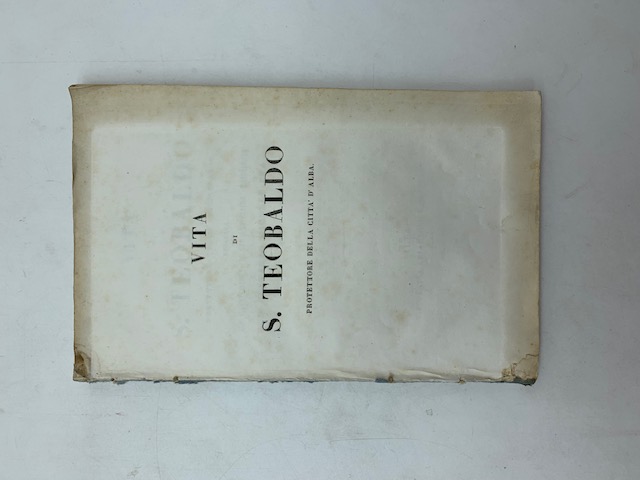 VITA
DI
S. TEOBALDO
PROTETTORE DELLA CITTA' D'ALBA.